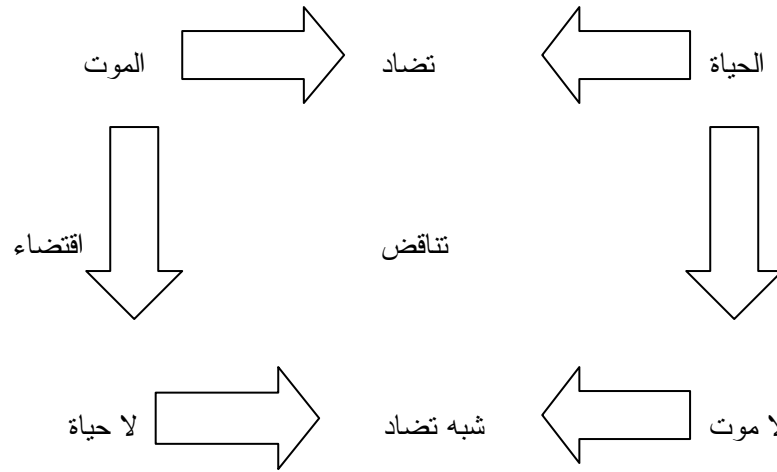 الحياة تضاد الموت
تناقض اقتضاء
لا موت شبه تضاد لا حياة